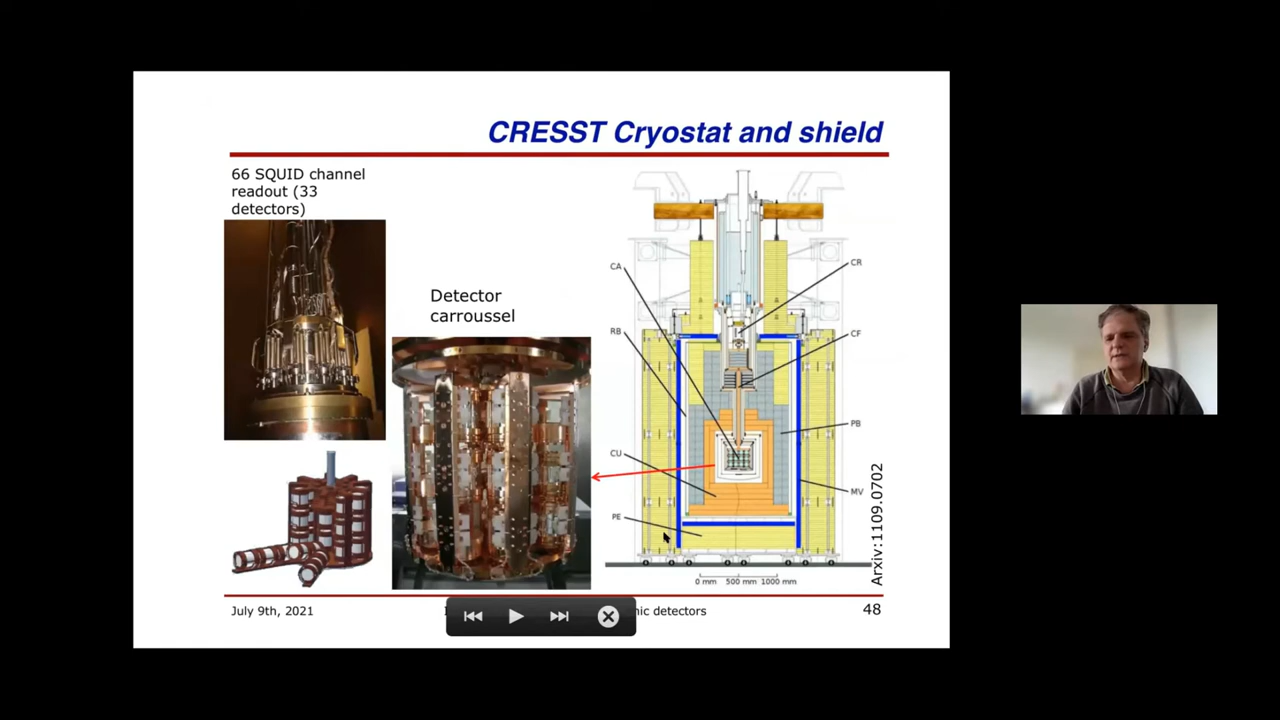 CRESST Cryostat and shield
66 SQUID channel
readout (33
detectors)
Detector
carroussel
CA
RB
CU
PE
CR
CF
PB
MV
0 mm 500 mm 1000 mm
Arxiv:1109.0702
July 9th, 2021
detectors
48